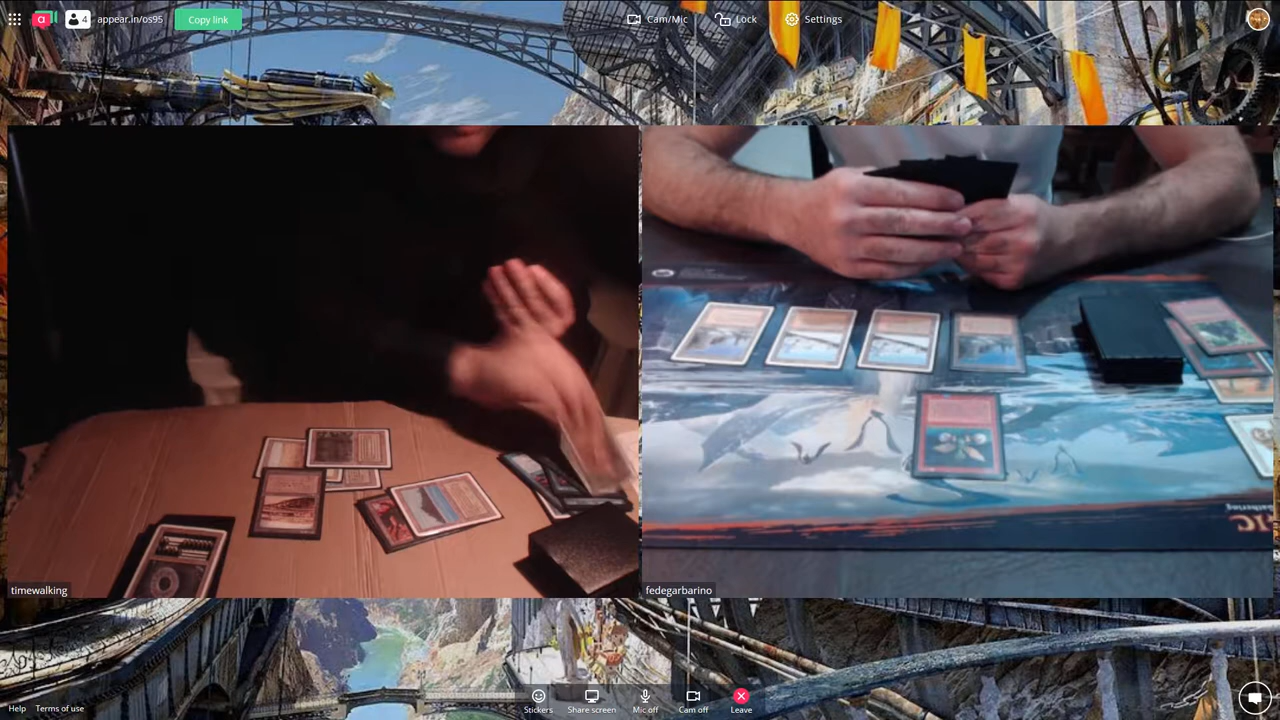 4 appear.in/os95 Copy link Cam/Mic Lock Settings
timewalking
fedegarbarino
Help Terms of use Stickers Share screen Mic off Cam off Leave